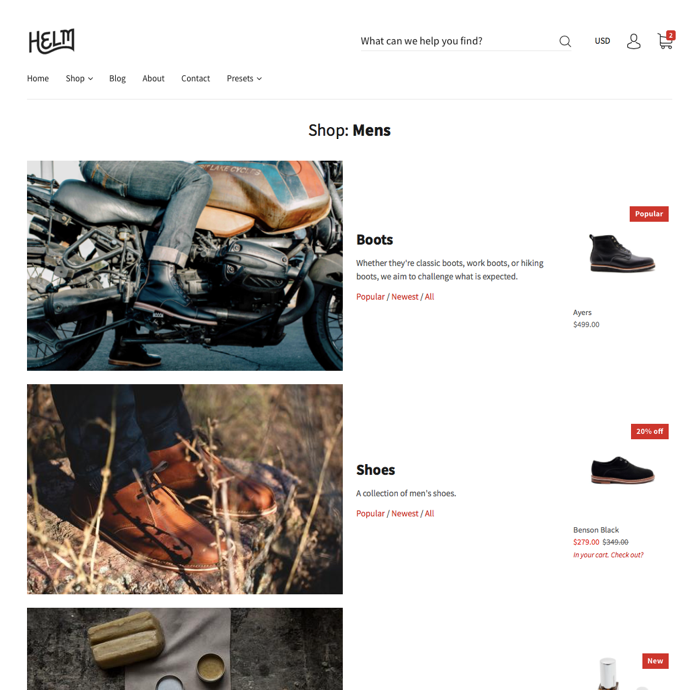 HELM
What can we help you find?
USD
2
Home
Shop
Blog
About
Contact
Presets
Shop: Mens
LAKE CYCLES
Boots
Whether they're classic boots, work boots, or hiking
boots, we aim to challenge what is expected.
Popular / Newest / All
Popular
Ayers
$499.00
Shoes
A collection of men's shoes.
Popular / Newest / All
20% off
Benson Black
$279.00 $349.00
In your cart. Check out?
New